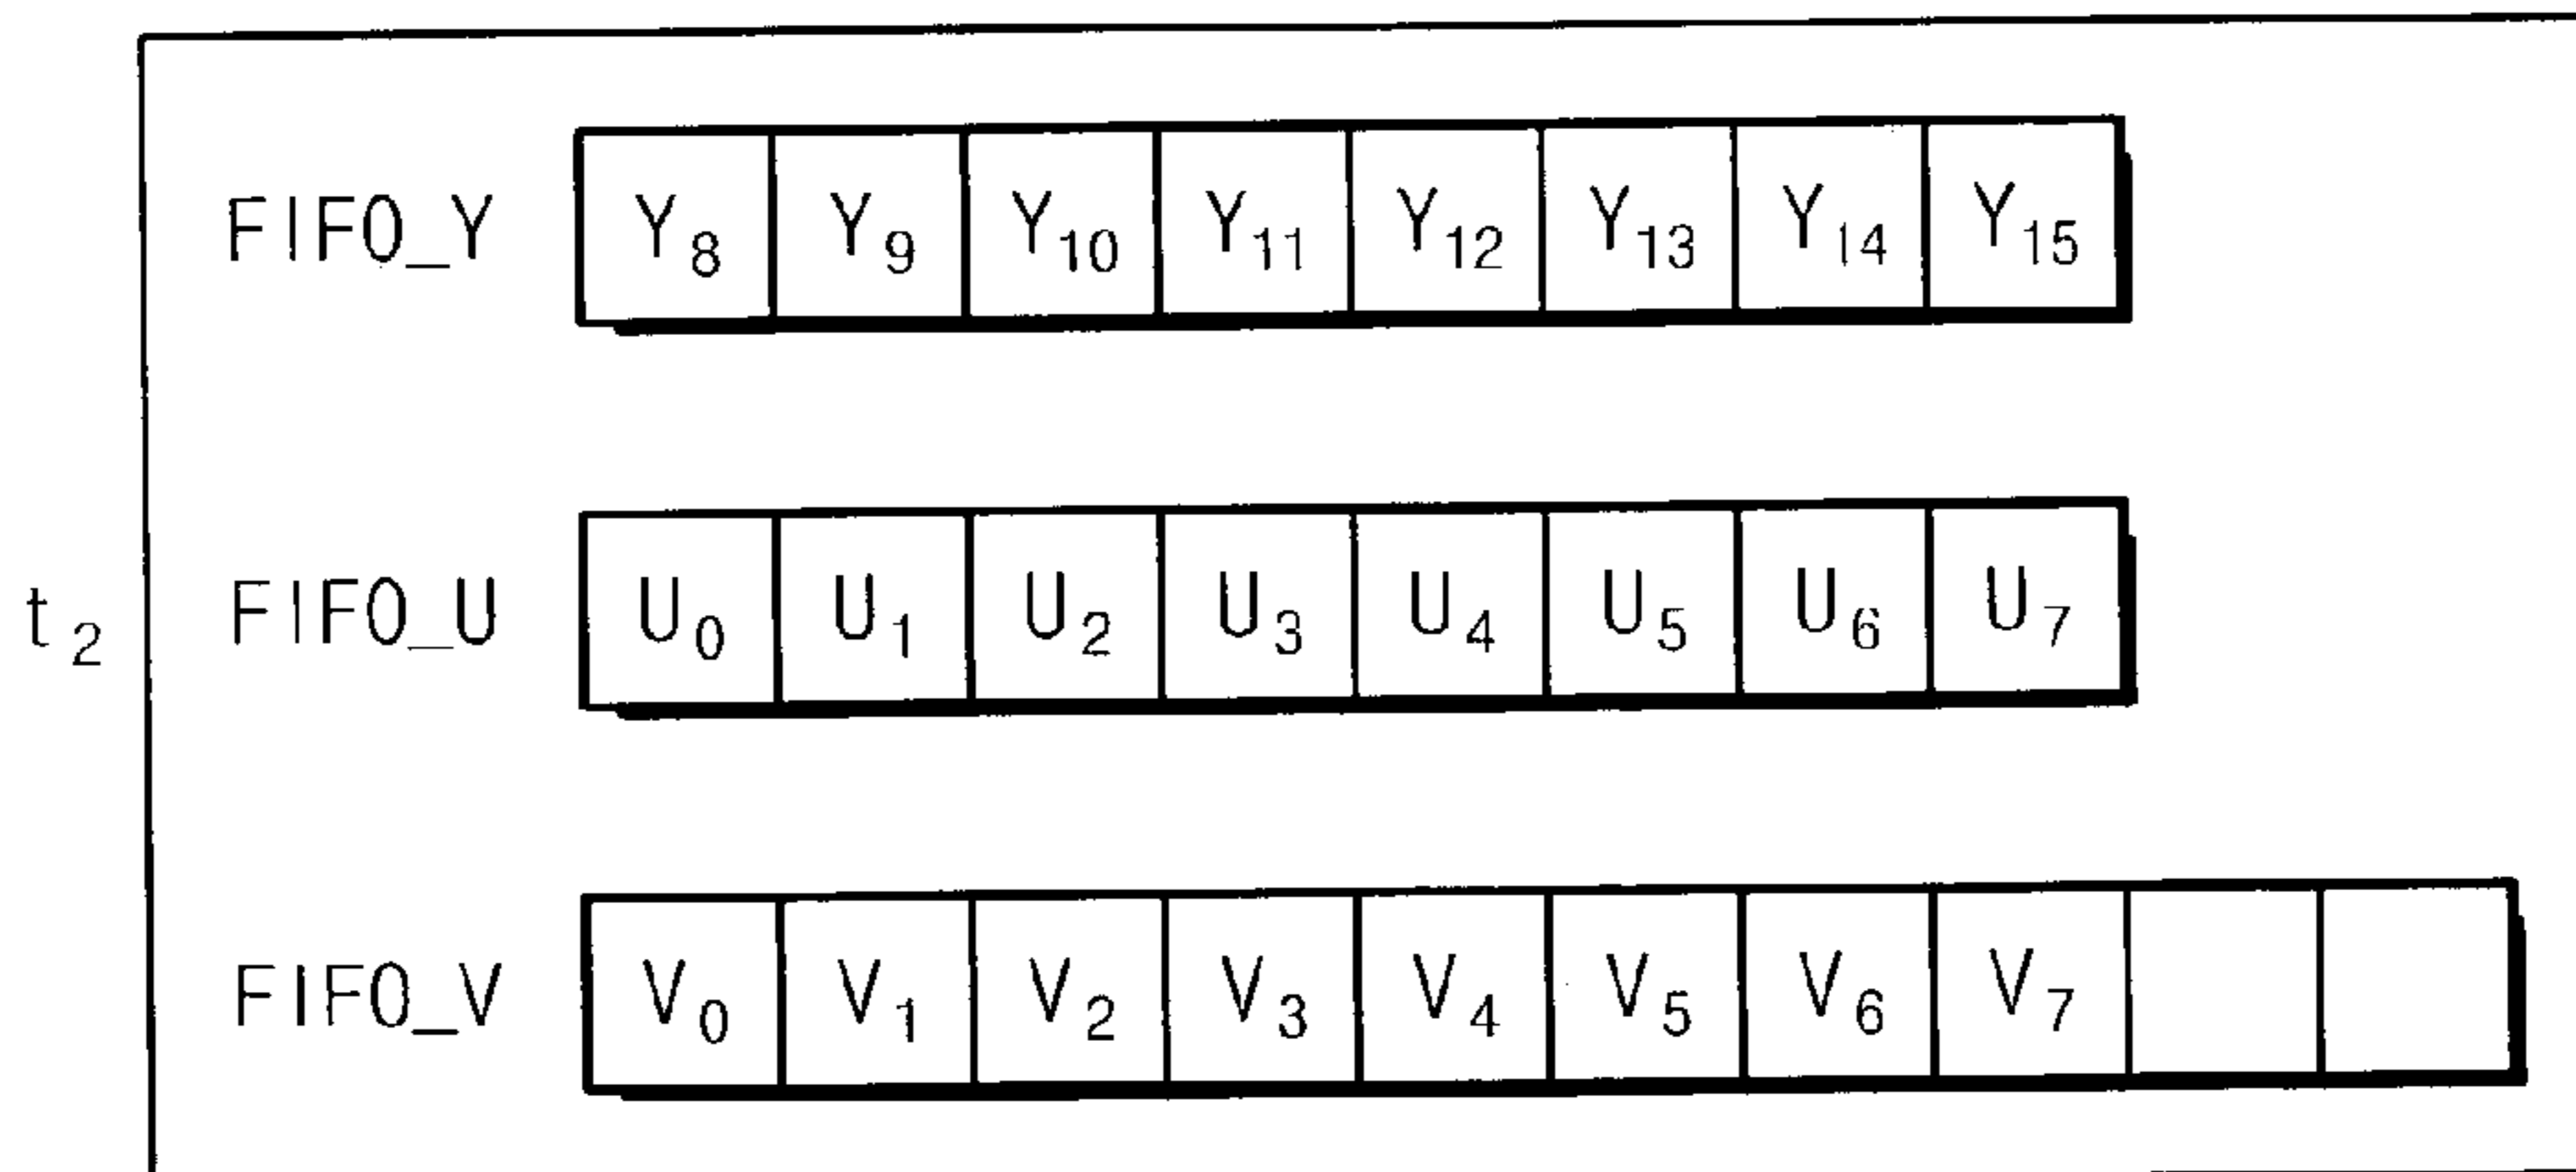 FIFO_Y Y8 Y9 Y10 Y11 Y12 Y13 Y14 Y15
t2 FIFO_U U0 U1 U2 U3 U4 U5 U6 U7
FIFO_V V0 V1 V2 V3 V4 V5 V6 V7